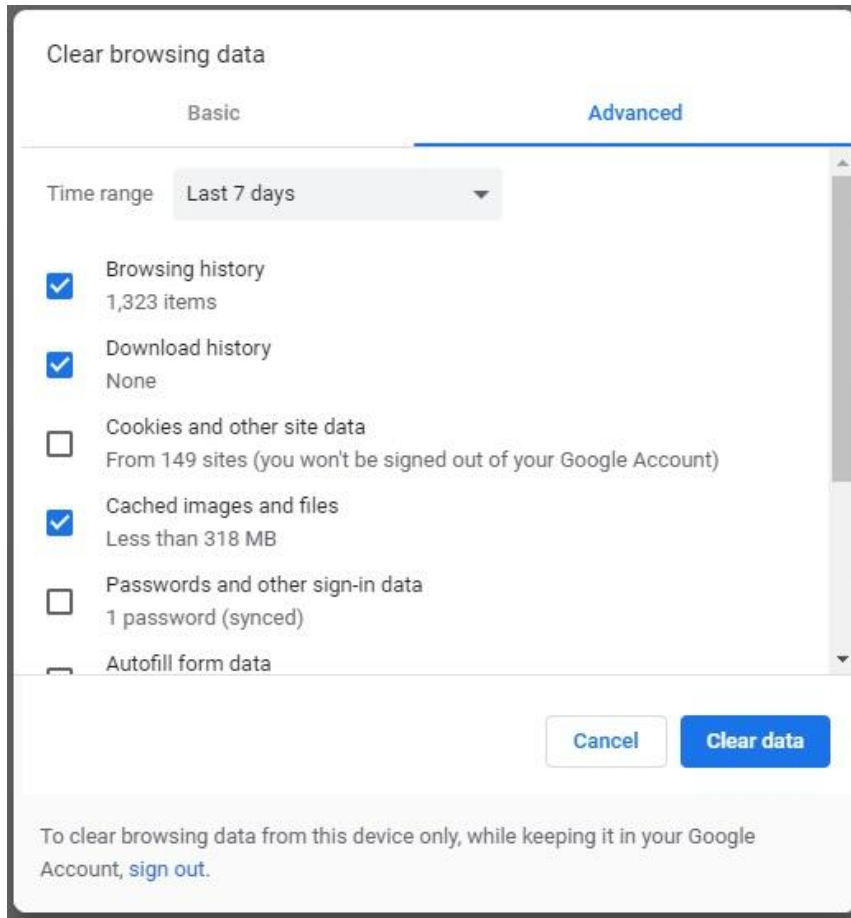 Clear browsing data
Basic
Advanced
Time range
Last 7 days
Browsing history
1,323 items
Download history
None
Cookies and other site data
From 149 sites (you won't be signed out of your Google Account)
Cached images and files
Less than 318 MB
Passwords and other sign-in data
1 password (synced)
Autofill form data
Cancel
Clear data
To clear browsing data from this device only, while keeping it in your Google
Account, sign out.